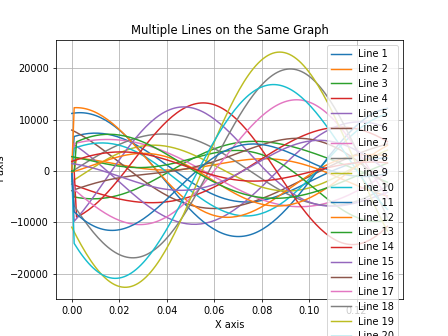 Multiple Lines on the Same Graph
20000
10000
0
−10000
−20000
0.00
0.02
0.04
0.06
0.08
0.10
X axis
Line 1
Line 2
Line 3
Line 4
Line 5
Line 6
Line 7
Line 8
Line 9
Line 10
Line 11
Line 12
Line 13
Line 14
Line 15
Line 16
Line 17
Line 18
Line 19
Line 20